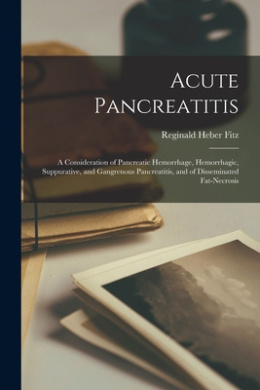 Acute
Pancreatitis
Reginald Heber Fitz
A Consideration of Pancreatic Hemorrhage, Hemorrhagic,
Suppurative, and Gangrenous Pancreatitis, and of Disseminated
Fat-Necrosis